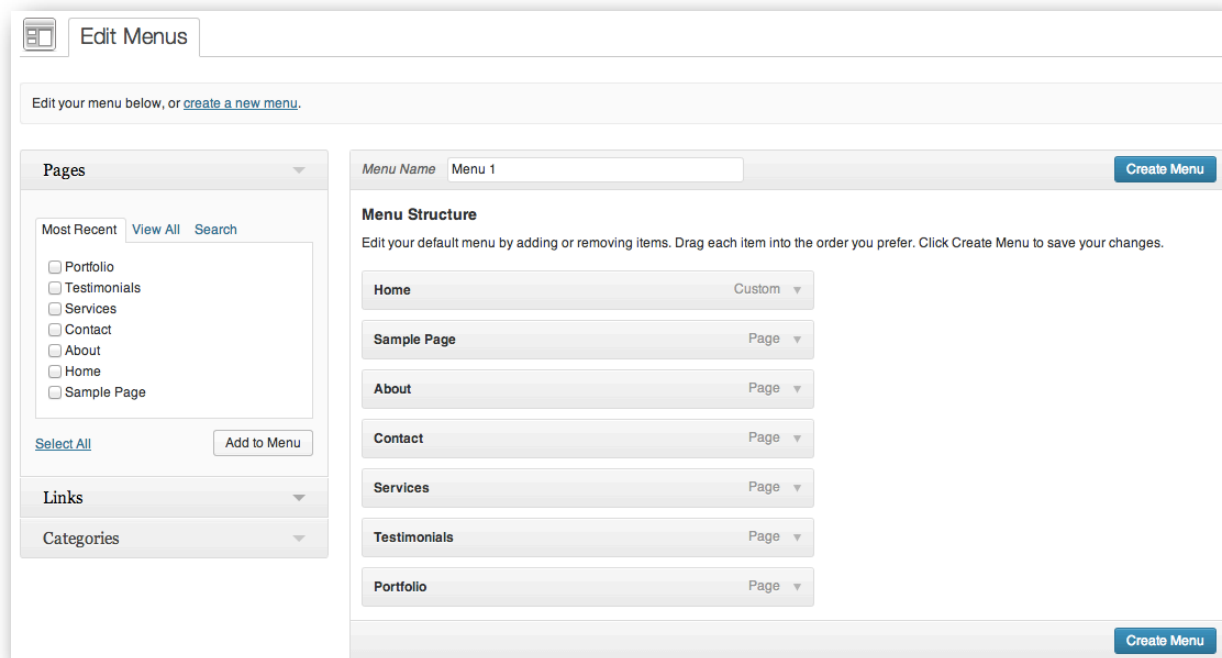 Edit Menus
Edit your menu below, or create a new menu.
Pages
Most Recent View All Search
Portfolio
Testimonials
Services
Contact
About
Home
Sample Page
Select All Add to Menu
Links
Categories
Menu Name Menu 1 Create Menu
Menu Structure
Edit your default menu by adding or removing items. Drag each item into the order you prefer. Click Create Menu to save your changes.
Home Custom
Sample Page Page
About Page
Contact Page
Services Page
Testimonials Page
Portfolio Page
Create Menu